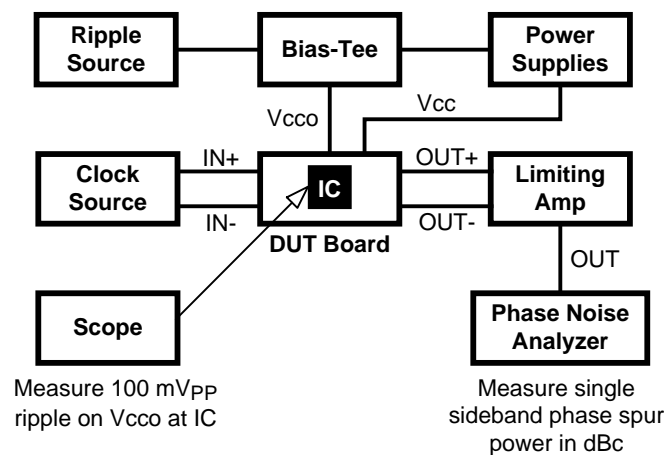 Ripple
Source
Bias-Tee
Power
Supplies
Vcco
Vcc
Clock
Source
IN+
IN-
IC
DUT Board
OUT+
OUT-
Limiting
Amp
OUT
Scope
Phase Noise
Analyzer
Measure 100 mVPP
ripple on Vcco at IC
Measure single
sideband phase spur
power in dBc